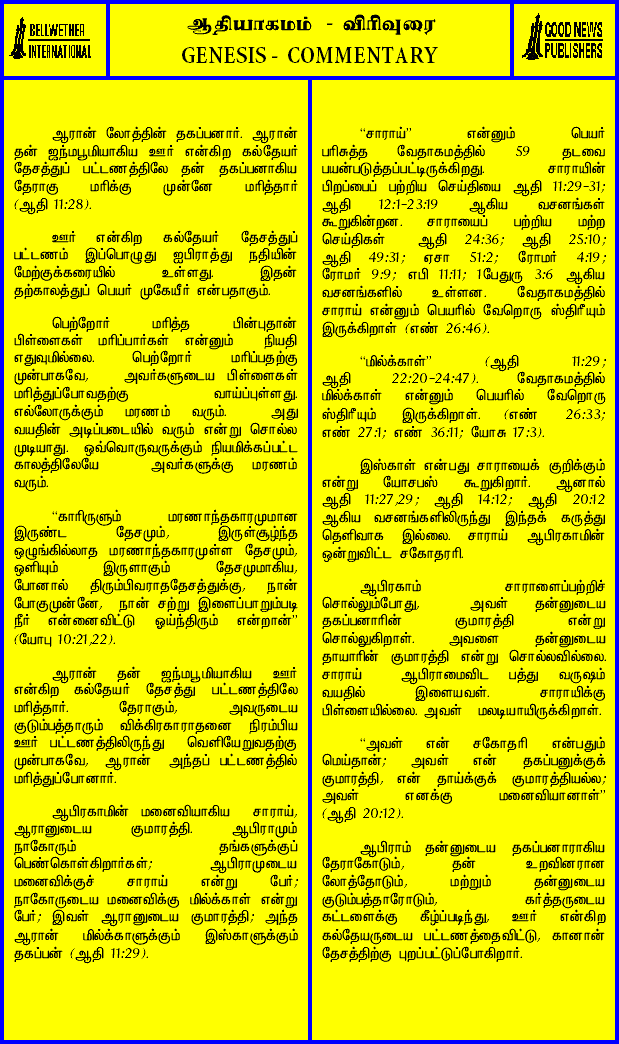 BELLWETHER
INTERNATIONAL
ஆதியாகமம் - விரிவுரை
GENESIS - COMMENTARY
GOOD NEWS
PUBLISHERS
ஆரான் லோத்தின் தகப்பனார். ஆரான்
தன் ஜந்மபூமியாகிய ஊர் என்கிற கல்தேயர்
தேசத்துப் பட்டணத்திலே தன் தகப்பனாகிய
தேராகு மரிக்கு முன்னே மரித்தார்
(ஆதி 11:28).
ஊர் என்கிற கல்தேயர் தேசத்துப்
பட்டணம் இப்பொழுது ஐபிராத்து நதியின்
மேற்குக்கரையில் உள்ளது. இதன்
தற்காலத்துப் பெயர் முகேயீர் என்பதாகும்.
பெற்றோர் மரித்த பின்புதான்
பிள்ளைகள் மரிப்பார்கள் என்னும் நியதி
எதுவுமில்லை. பெற்றோர் மரிப்பதற்கு
முன்பாகவே, அவர்களுடைய பிள்ளைகள்
மரித்துப்போவதற்கு வாய்ப்புள்ளது.
எல்லோருக்கும் மரணம் வரும். அது
வயதின் அடிப்படையில் வரும் என்று சொல்ல
முடியாது. ஒவ்வொருவருக்கும் நியமிக்கப்பட்ட
காலத்திலேயே அவர்களுக்கு மரணம்
வரும்.
“காரிருளும் மரணாந்தகாரமுமான
இருண்ட தேசமும், இருள்சூழ்ந்த
ஒழுங்கில்லாத மரணாந்தகாரமுள்ள தேசமும்,
ஒளியும் இருளாகும் தேசமுமாகிய,
போனால் திரும்பிவராததேசத்துக்கு, நான்
போகுமுன்னே, நான் சற்று இளைப்பாறும்படி
நீர் என்னைவிட்டு ஓய்ந்திரும் என்றான்”
(யோபு 10:21,22).
ஆரான் தன் ஜந்மபூமியாகிய ஊர்
என்கிற கல்தேயர் தேசத்து பட்டணத்திலே
மரித்தார். தேராகும், அவருடைய
குடும்பத்தாரும் விக்கிரகாராதனை நிரம்பிய
ஊர் பட்டணத்திலிருந்து வெளியேறுவதற்கு
முன்பாகவே, ஆரான் அந்தப் பட்டணத்தில்
மரித்துப்போனார்.
ஆபிரகாமின் மனைவியாகிய சாராய்,
ஆரானுடைய குமாரத்தி. ஆபிராமும்
நாகோரும் தங்களுக்குப்
பெண்கொள்கிறார்கள்; ஆபிராமுடைய
மனைவிக்குச் சாராய் என்று பேர்;
நாகோருடைய மனைவிக்கு மில்க்காள் என்று
பேர்; இவள் ஆரானுடைய குமாரத்தி; அந்த
ஆரான் மில்க்காளுக்கும் இஸ்காளுக்கும்
தகப்பன் (ஆதி 11:29).
“சாராய்” என்னும் பெயர்
பரிசுத்த வேதாகமத்தில் 59 தடவை
பயன்படுத்தப்பட்டிருக்கிறது. சாராயின்
பிறப்பைப் பற்றிய செய்தியை ஆதி 11:29-31;
ஆதி 12:1-23:19 ஆகிய வசனங்கள்
கூறுகின்றன. சாராயைப் பற்றிய மற்ற
செய்திகள் ஆதி 24:36; ஆதி 25:10;
ஆதி 49:31; ஏசா 51:2; ரோமர் 4:19;
ரோமர் 9:9; எபி 11:11; 1பேதுரு 3:6 ஆகிய
வசனங்களில் உள்ளன. வேதாகமத்தில்
சாராய் என்னும் பெயரில் வேறொரு ஸ்திரீயும்
இருக்கிறாள் (எண் 26:46).
“மில்க்காள்” (ஆதி 11:29;
ஆதி 22:20-24:47). வேதாகமத்தில்
மில்க்காள் என்னும் பெயரில் வேறொரு
ஸ்திரீயும் இருக்கிறாள். (எண் 26:33;
எண் 27:1; எண் 36:11; யோசு 17:3).
இஸ்காள் என்பது சாராயைக் குறிக்கும்
என்று யோசபஸ் கூறுகிறார். ஆனால்
ஆதி 11:27,29; ஆதி 14:12; ஆதி 20:12
ஆகிய வசனங்களிலிருந்து இந்தக் கருத்து
தெளிவாக இல்லை. சாராய் ஆபிரகாமின்
ஒன்றுவிட்ட சகோதரரி.
ஆபிரகாம் சாராளைப்பற்றிச்
சொல்லும்போது, அவள் தன்னுடைய
தகப்பனாரின் குமாரத்தி என்று
சொல்லுகிறாள். அவளை தன்னுடைய
தாயாரின் குமாரத்தி என்று சொல்லவில்லை.
சாராய் ஆபிராமைவிட பத்து வருஷம்
வயதில் இளையவள். சாராயிக்கு
பிள்ளையில்லை. அவள் மலடியாயிருக்கிறாள்.
“அவள் என் சகோதரி என்பதும்
மெய்தான்; அவள் என் தகப்பனுக்குக்
குமாரத்தி, என் தாய்க்குக் குமாரத்தியல்ல;
அவள் எனக்கு மனைவியானாள்”
(ஆதி 20:12).
ஆபிராம் தன்னுடைய தகப்பனாராகிய
தேராகோடும், தன் உறவினரான
லோத்தோடும், மற்றும் தன்னுடைய
குடும்பத்தாரோடும், கர்த்தருடைய
கட்டளைக்கு கீழ்ப்படிந்து, ஊர் என்கிற
கல்தேயருடைய பட்டணத்தைவிட்டு, கானான்
தேசத்திற்கு புறப்பட்டுப்போகிறார்.